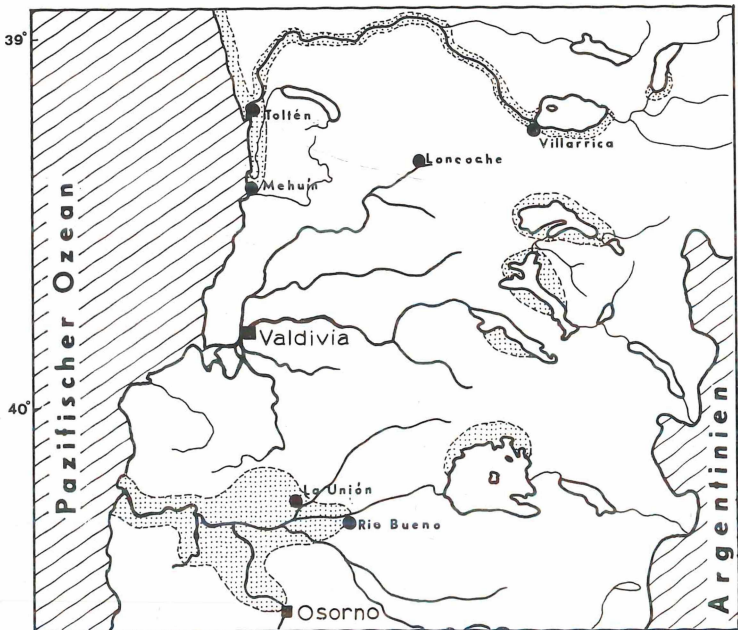 39°
Toltén
Villarrica
Loncoche
Mehuín
Pazifischer Ozean
Valdivia
40°
La Unión
Rio Bueno
Argentinien
Osorno